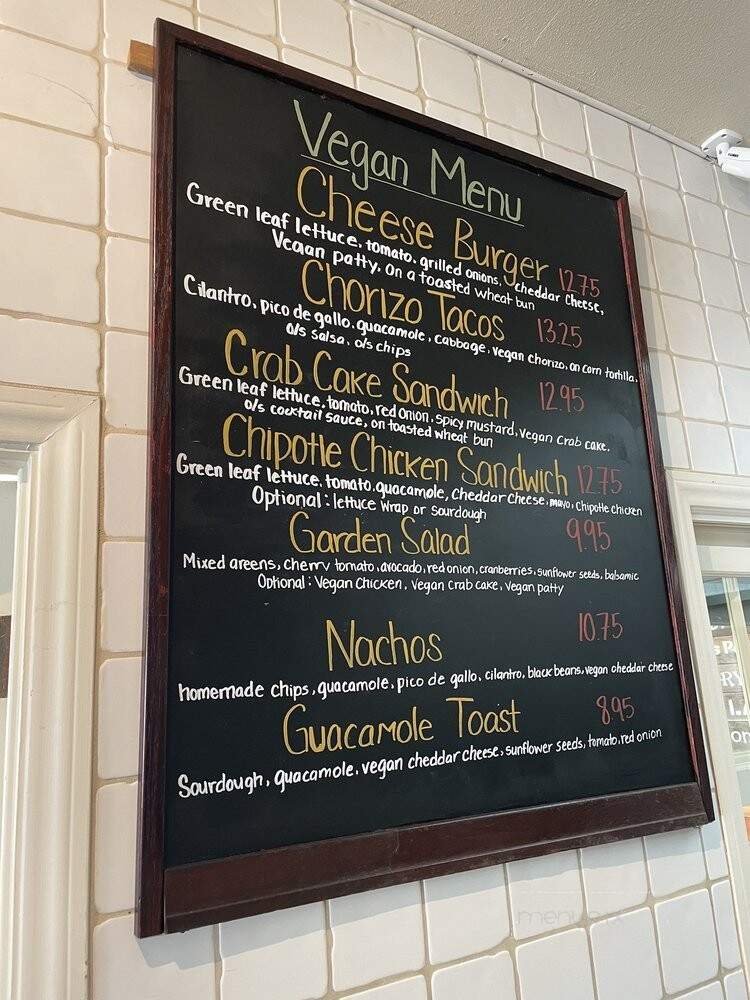 Vegan Menu
Cheese Burger 12.75
Green leaf lettuce, tomato, grilled onions, cheddar cheese,
Vegan patty, on a toasted wheat bun
Chorizo Tacos 13.25
Cilantro, pico de gallo, guacamole, cabbage, vegan chorizo, on corn tortilla.
o/s salsa, o/s chips
Crab Cake Sandwich 12.95
Green leaf lettuce, tomato, red onion, spicy mustard, Vegan Crab cake.
o/s cocktail sauce, on toasted wheat bun
Chipotle Chicken Sandwich 12.75
Green leaf lettuce, tomato, guacamole, cheddar cheese, mayo, Chipotle chicken
Optional: lettuce wrap or sourdough
Garden Salad 9.95
Mixed greens, cherry tomato, avocado, red onion, cranberries, sunflower seeds, balsamic
Optional: Vegan Chicken, Vegan Crab cake, Vegan patty
Nachos 10.75
homemade chips, guacamole, pico de gallo, cilantro, black beans, vegan cheddar cheese
Guacamole Toast 8.95
Sourdough, guacamole, vegan cheddar cheese, sunflower seeds, tomato, red onion